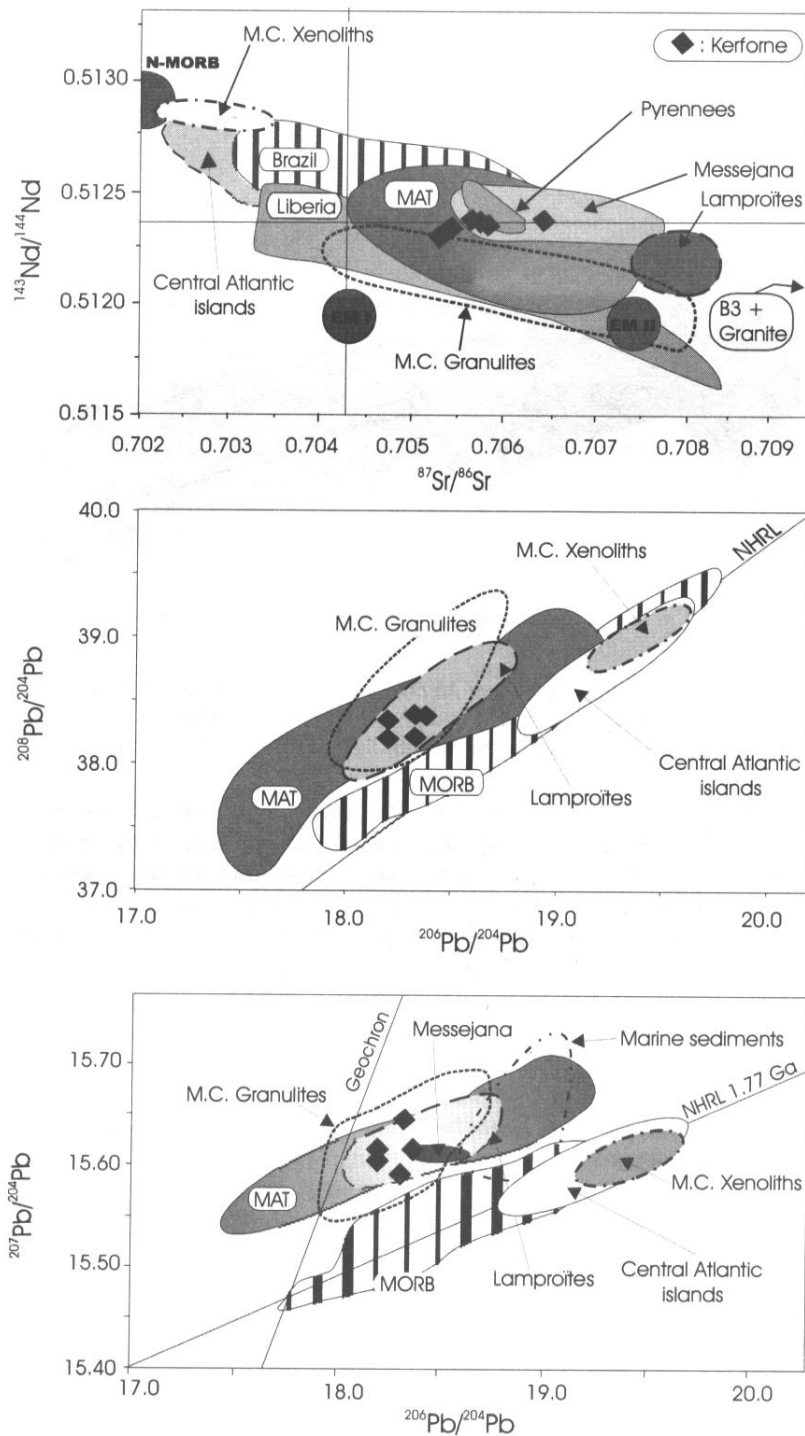 M.C. Xenoliths
N-MORB
: Kerforne
0.5130
Pyrennees
Brazil
Messejana
0.5125
MAT
Lamproïtes
Liberia
¹⁴³Nd/¹⁴⁴Nd
Central Atlantic
islands
0.5120
EM I
EM II
B3 +
Granite
M.C. Granulites
0.5115
0.702
0.703
0.704
0.705
0.706
0.707
0.708
0.709
⁸⁷Sr/⁸⁶Sr
40.0
M.C. Xenoliths
NHRL
M.C. Granulites
39.0
²⁰⁸Pb/²⁰⁴Pb
38.0
MAT
MORB
Central Atlantic
islands
Lamproïtes
37.0
17.0
18.0
19.0
20.0
²⁰⁶Pb/²⁰⁴Pb
Geochron
Messejana
Marine sediments
15.70
M.C. Granulites
NHRL 1.77 Ga
15.60
MAT
M.C. Xenoliths
²⁰⁷Pb/²⁰⁴Pb
15.50
MORB
Lamproïtes
Central Atlantic
islands
15.40
17.0
18.0
19.0
20.0
²⁰⁶Pb/²⁰⁴Pb